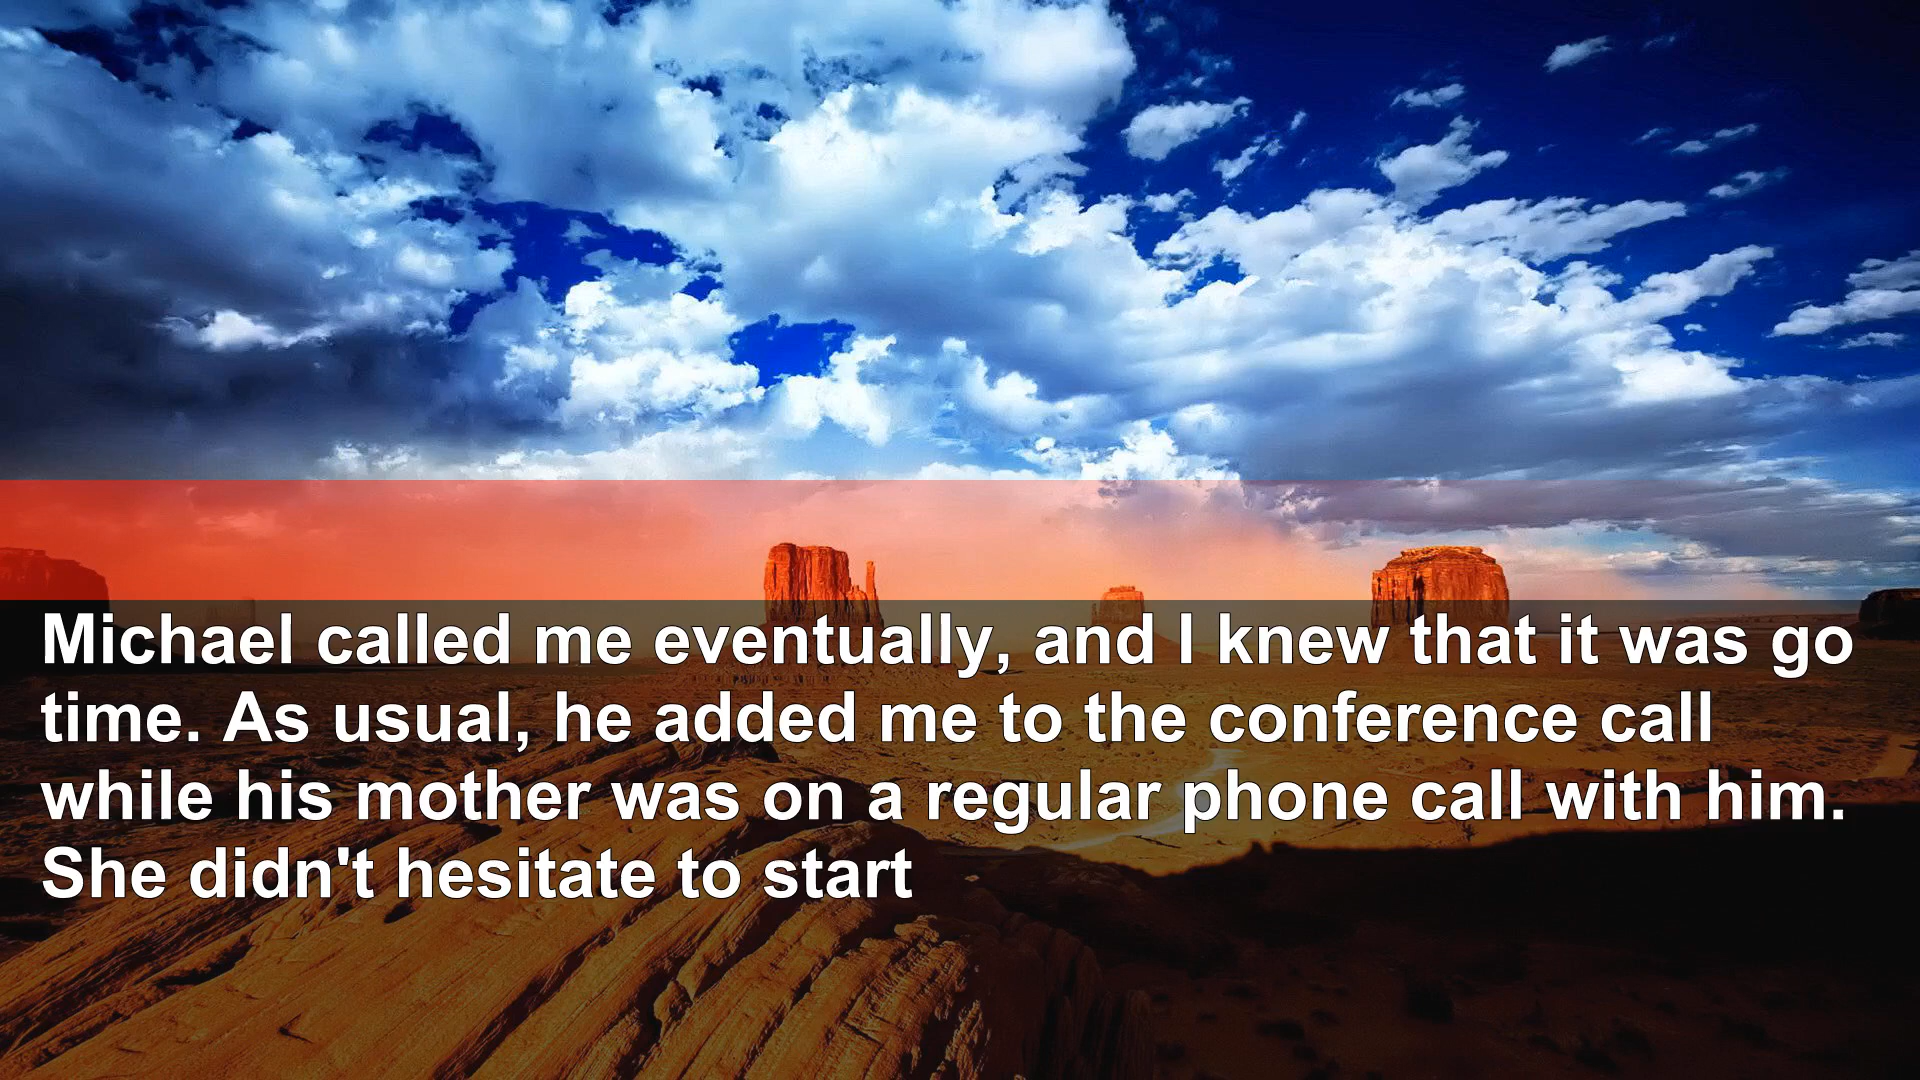 Michael called me eventually, and I knew that it was go
time. As usual, he added me to the conference call
while his mother was on a regular phone call with him.
She didn't hesitate to start